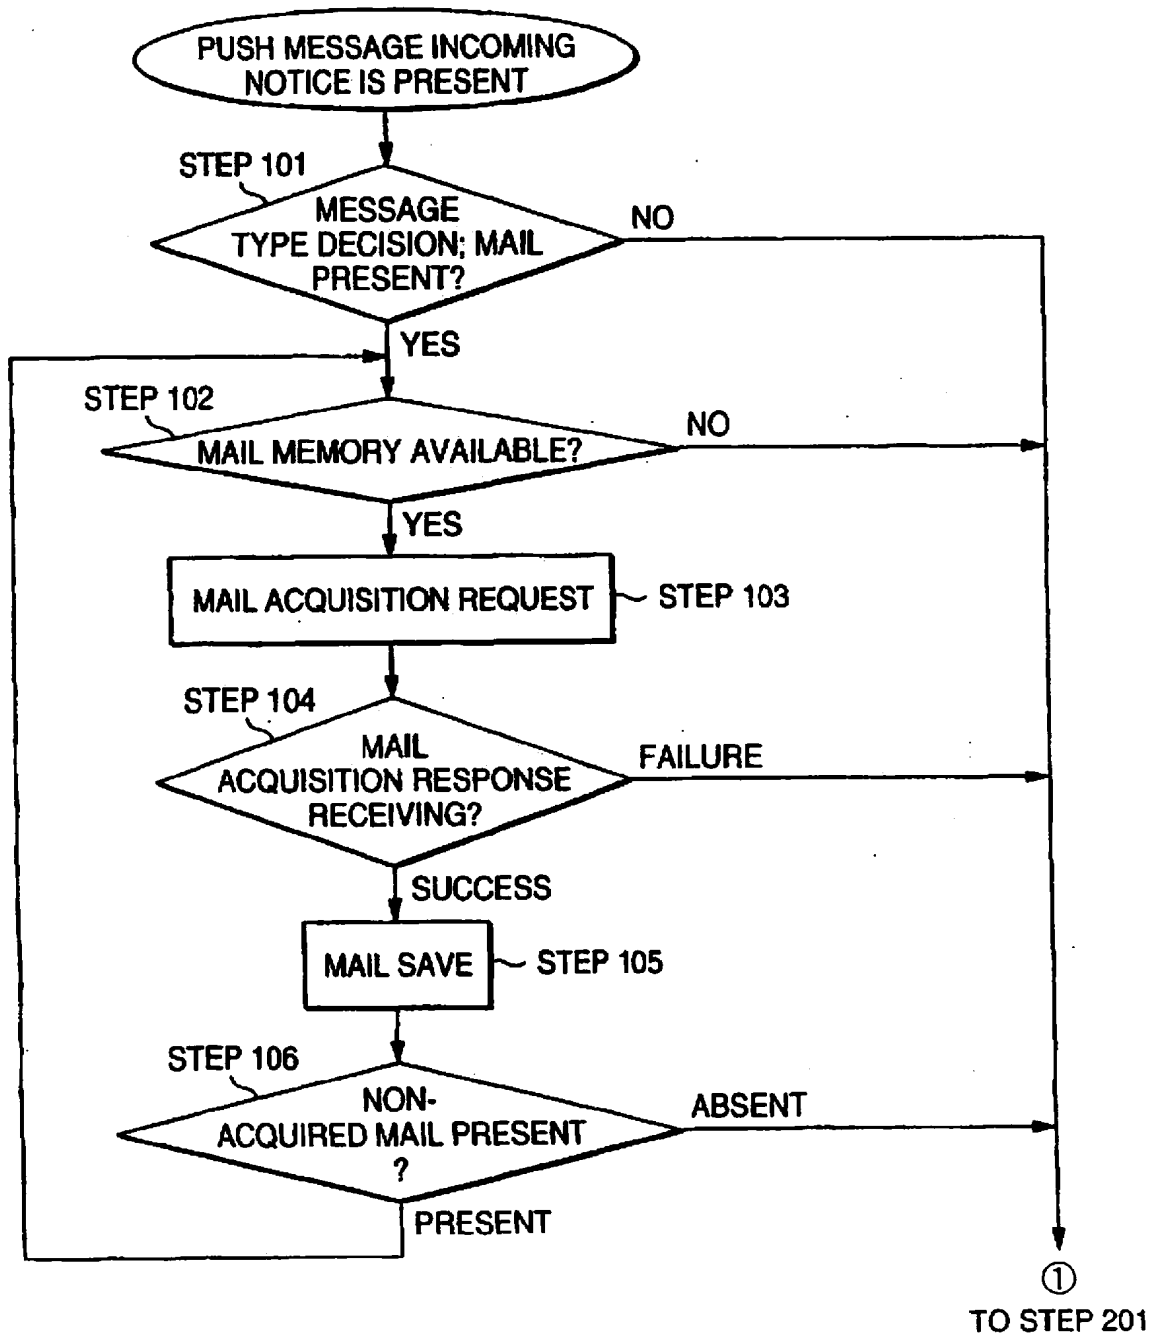 PUSH MESSAGE INCOMING
NOTICE IS PRESENT
STEP 101
MESSAGE
TYPE DECISION; MAIL
PRESENT?
NO
YES
STEP 102
MAIL MEMORY AVAILABLE?
NO
YES
MAIL ACQUISITION REQUEST
STEP 103
STEP 104
MAIL
ACQUISITION RESPONSE
RECEIVING?
FAILURE
SUCCESS
MAIL SAVE
STEP 105
STEP 106
NON-
ACQUIRED MAIL PRESENT
?
ABSENT
PRESENT
①
TO STEP 201